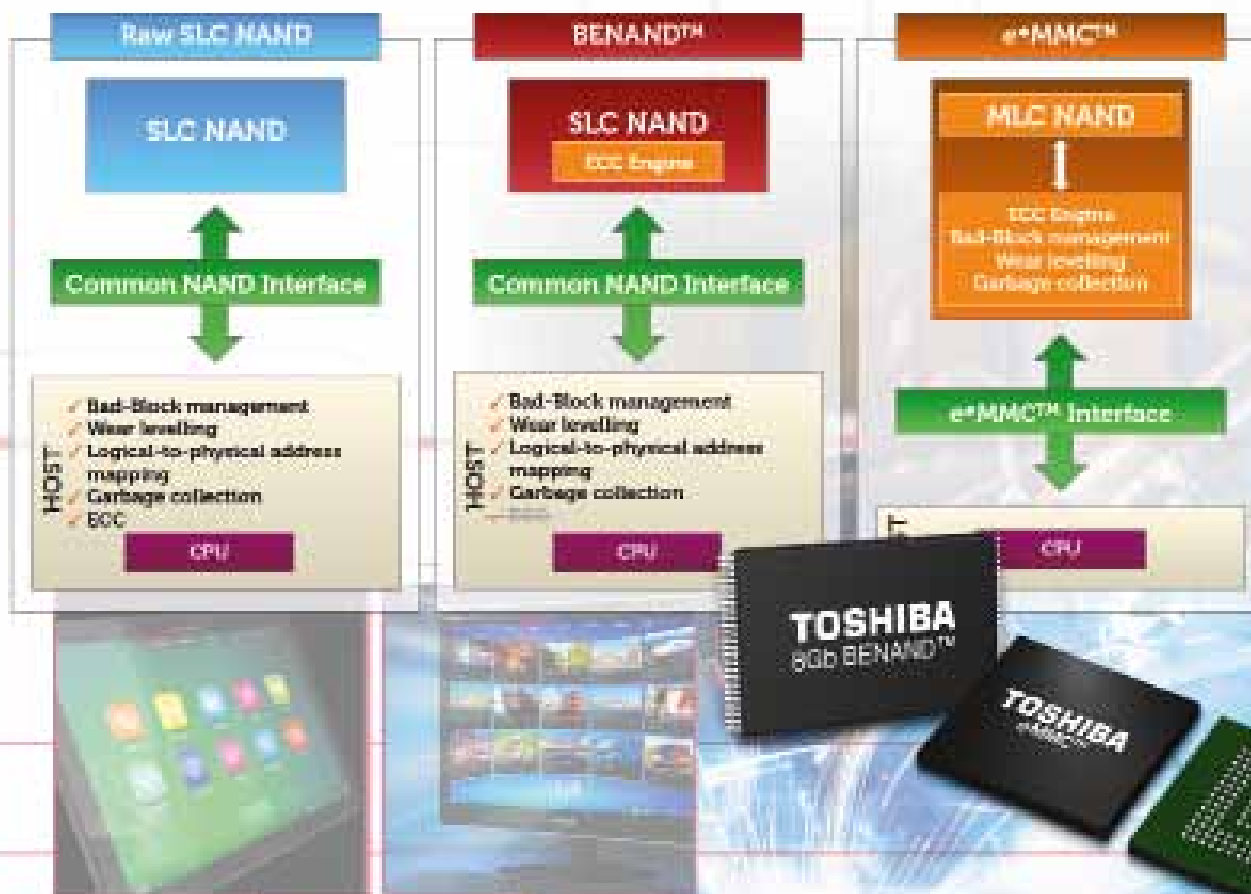 Raw SLC NAND
SLC NAND
Common NAND Interface
HOST
✓ Bad-Block management
✓ Wear levelling
✓ Logical-to-physical address
mapping
✓ Garbage collection
✓ ECC
CPU
BENAND™
SLC NAND
ECC Engine
Common NAND Interface
HOST
✓ Bad-Block management
✓ Wear levelling
✓ Logical-to-physical address
mapping
✓ Garbage collection
CPU
e•MMC™
MLC NAND
ECC Engine
Bad-Block management
Wear levelling
Garbage collection
e•MMC™ Interface
CPU
TOSHIBA
8Gb BENAND™
TOSHIBA
e•MMC™